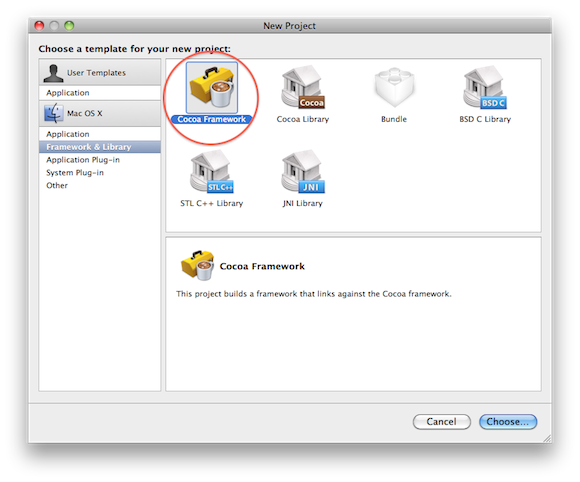 New Project
Choose a template for your new project:
User Templates
Application
Mac OS X
Application
Framework & Library
Application Plug-in
System Plug-in
Other
Cocoa Framework
Cocoa
Cocoa Library
Bundle
BSD C
BSD C Library
STL C++
STL C++ Library
JNI
JNI Library
Cocoa Framework
This project builds a framework that links against the Cocoa framework.
Cancel
Choose...